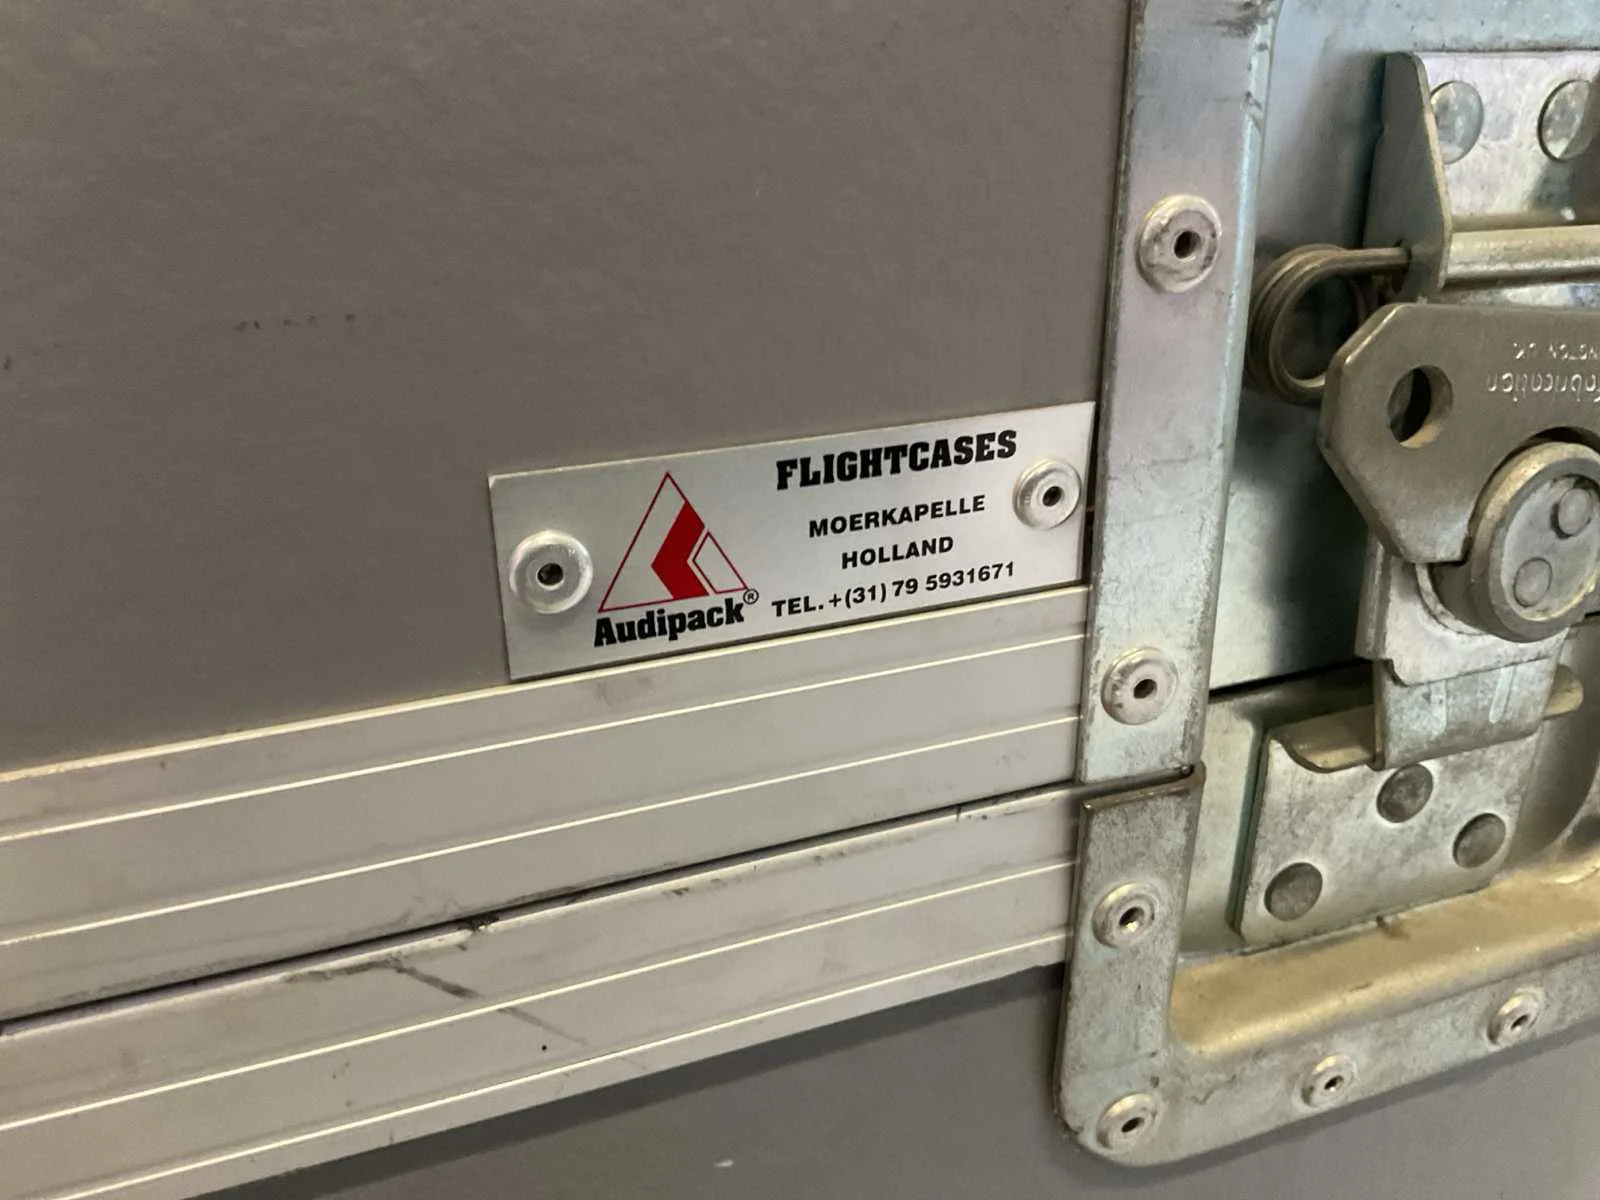 FLIGHTCASES
MOERKAPELLE
HOLLAND
TEL.+(31) 79 5931671
Audipack®